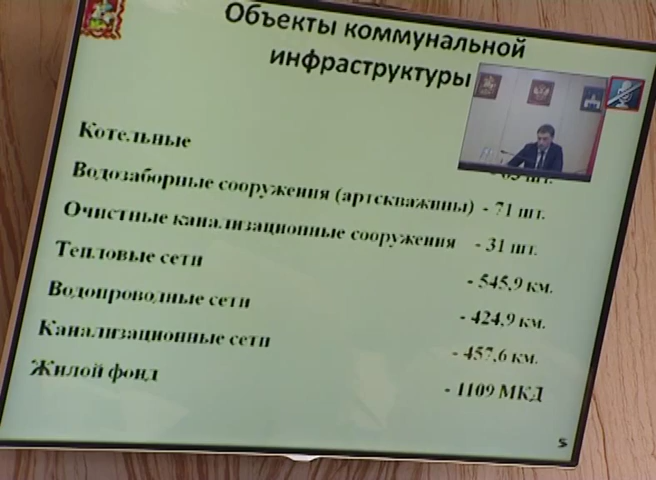 Объекты коммунальной
инфраструктуры
Котельные
шт.
Водозаборные сооружения (артскважины) - 71 шт.
Очистные канализационные сооружения - 31 шт.
Тепловые сети - 545,9 км.
Водопроводные сети - 424,9 км.
Канализационные сети - 457,6 км.
Жилой фонд - 1109 МКД
5